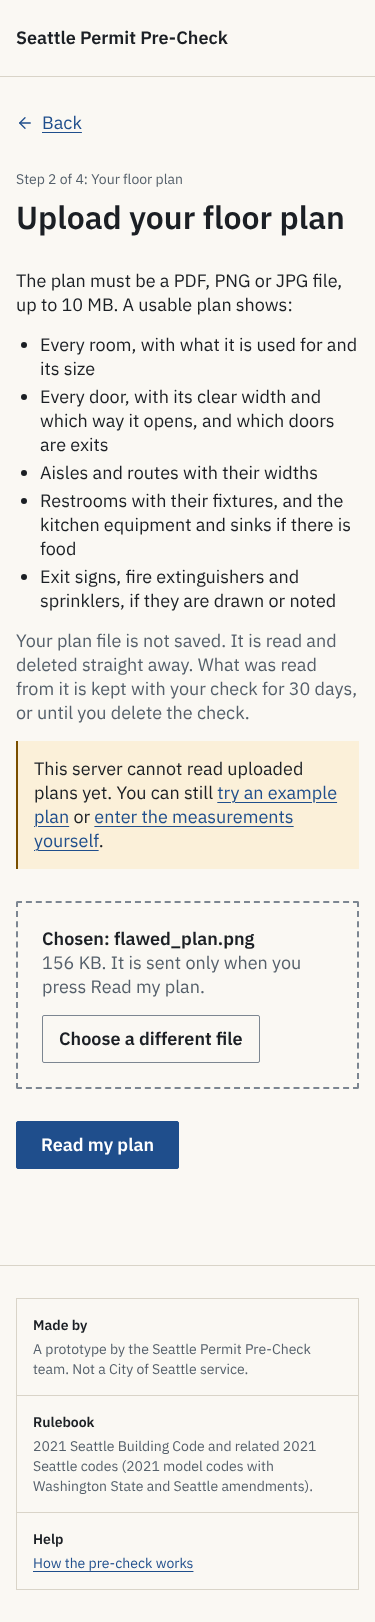 Seattle Permit Pre-Check
← Back
Step 2 of 4: Your floor plan
Upload your floor plan
The plan must be a PDF, PNG or JPG file,
up to 10 MB. A usable plan shows:
• Every room, with what it is used for and
its size
• Every door, with its clear width and
which way it opens, and which doors
are exits
• Aisles and routes with their widths
• Restrooms with their fixtures, and the
kitchen equipment and sinks if there is
food
• Exit signs, fire extinguishers and
sprinklers, if they are drawn or noted
Your plan file is not saved. It is read and
deleted straight away. What was read
from it is kept with your check for 30 days,
or until you delete the check.
This server cannot read uploaded
plans yet. You can still try an example
plan or enter the measurements
yourself.
Chosen: flawed_plan.png
156 KB. It is sent only when you
press Read my plan.
Choose a different file
Read my plan
Made by
A prototype by the Seattle Permit Pre-Check
team. Not a City of Seattle service.
Rulebook
2021 Seattle Building Code and related 2021
Seattle codes (2021 model codes with
Washington State and Seattle amendments).
Help
How the pre-check works